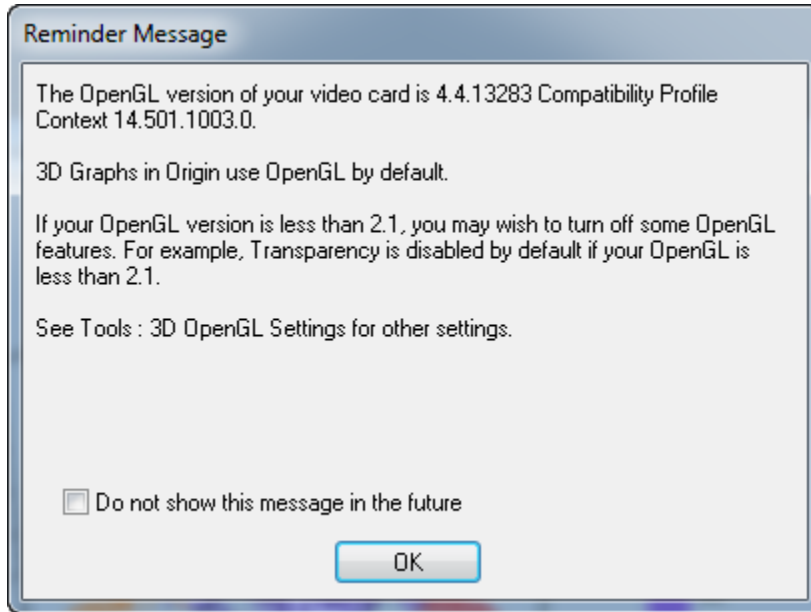 Reminder Message
The OpenGL version of your video card is 4.4.13283 Compatibility Profile
Context 14.501.1003.0.
3D Graphs in Origin use OpenGL by default.
If your OpenGL version is less than 2.1, you may wish to turn off some OpenGL
features. For example, Transparency is disabled by default if your OpenGL is
less than 2.1.
See Tools : 3D OpenGL Settings for other settings.
Do not show this message in the future
OK